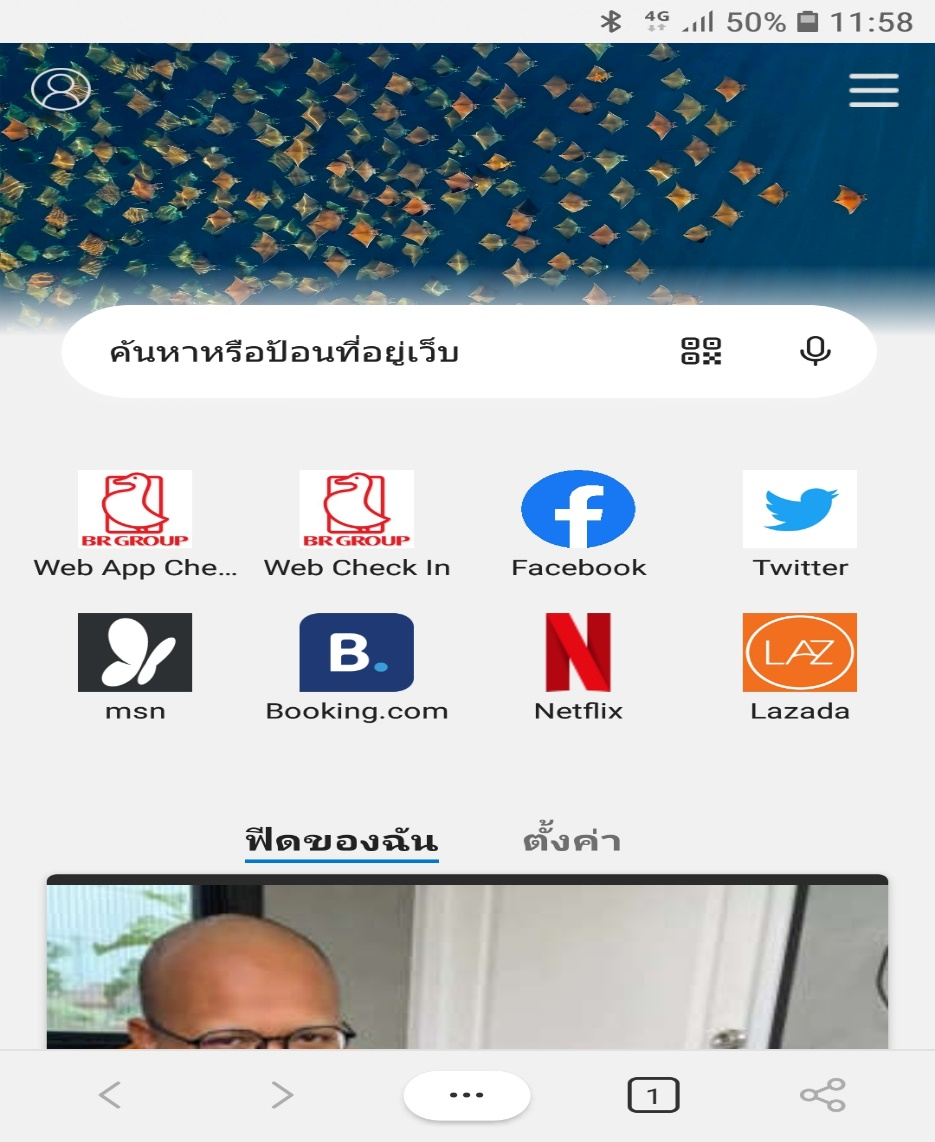 4G 50% 11:58
ค้นหาหรือป้อนที่อยู่เว็บ
BR GROUP
BR GROUP
Web App Che...
Web Check In
Facebook
Twitter
B.
LAZ
msn
Booking.com
Netflix
Lazada
ฟีดของฉัน
ตั้งค่า
1